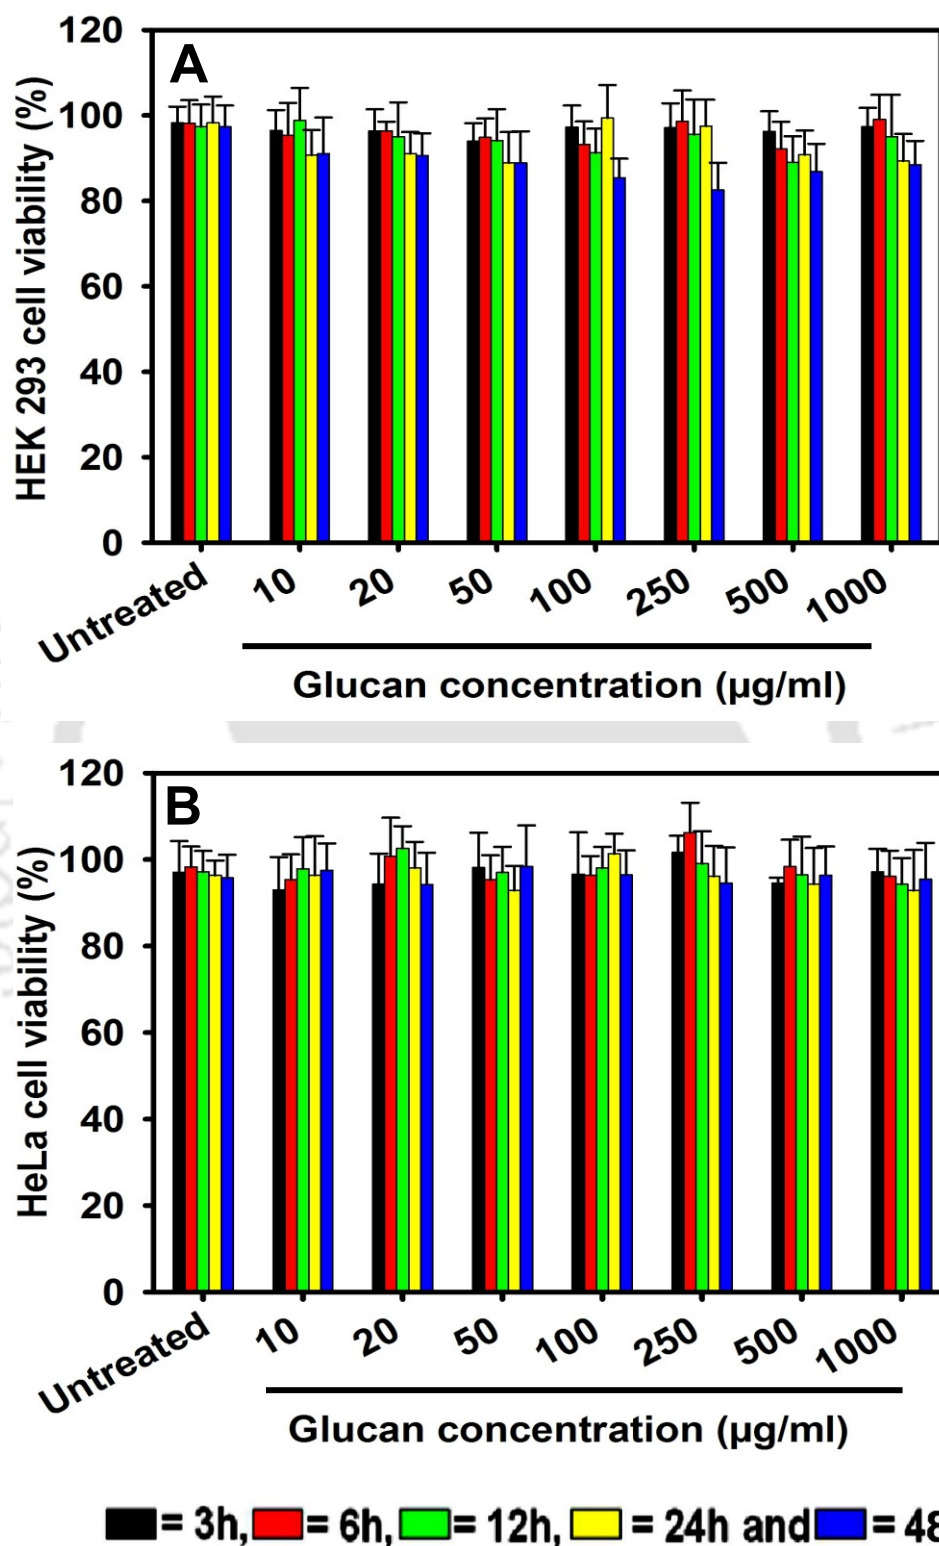 A
HEK 293 cell viability (%)
120
100
80
60
40
20
0
Untreated 10 20 50 100 250 500 1000
Glucan concentration (µg/ml)
B
HeLa cell viability (%)
120
100
80
60
40
20
0
Untreated 10 20 50 100 250 500 1000
Glucan concentration (µg/ml)
= 3h, = 6h, = 12h, = 24h and = 48